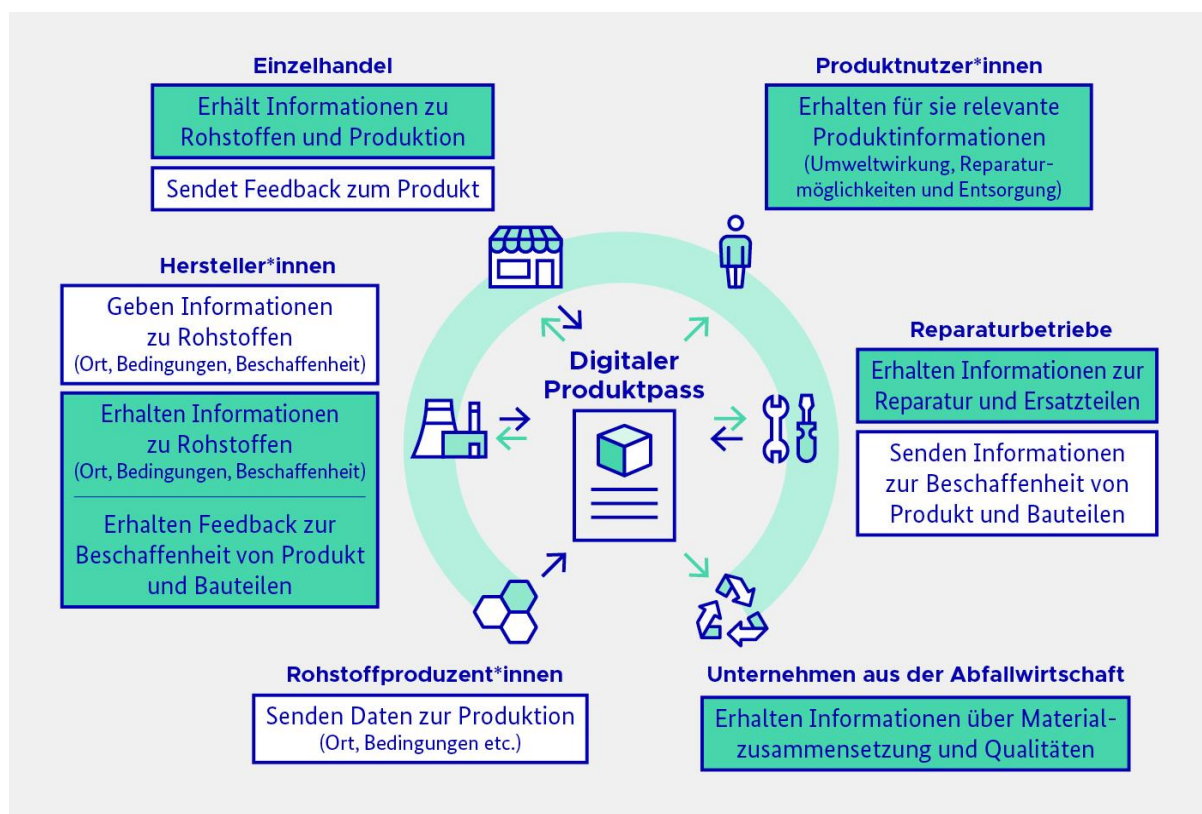 Einzelhandel
Erhält Informationen zu
Rohstoffen und Produktion
Sendet Feedback zum Produkt
Produktnutzer*innen
Erhalten für sie relevante
Produktinformationen
(Umweltwirkung, Reparatur-
möglichkeiten und Entsorgung)
Hersteller*innen
Geben Informationen
zu Rohstoffen
(Ort, Bedingungen, Beschaffenheit)
Erhalten Informationen
zu Rohstoffen
(Ort, Bedingungen, Beschaffenheit)
Erhalten Feedback zur
Beschaffenheit von Produkt
und Bauteilen
Digitaler
Produktpass
Reparaturbetriebe
Erhalten Informationen zur
Reparatur und Ersatzteilen
Senden Informationen
zur Beschaffenheit von
Produkt und Bauteilen
Rohstoffproduzent*innen
Senden Daten zur Produktion
(Ort, Bedingungen etc.)
Unternehmen aus der Abfallwirtschaft
Erhalten Informationen über Material-
zusammensetzung und Qualitäten